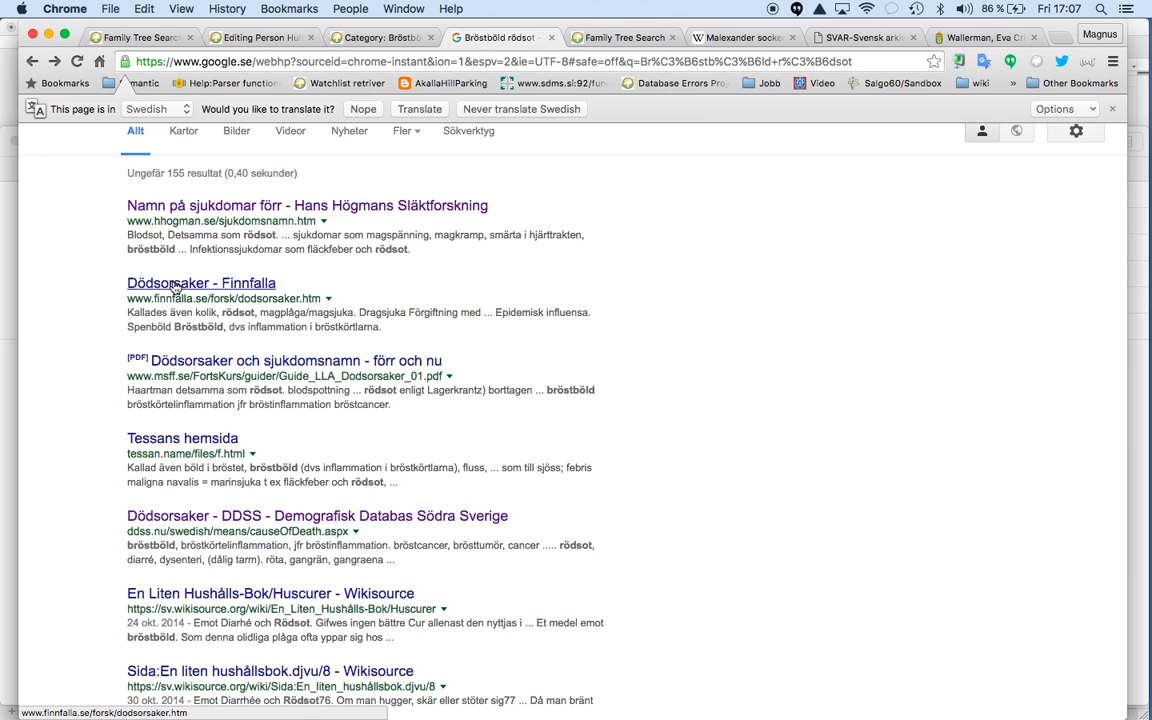 Chrome File Edit View History Bookmarks People Window Help 86 % Fri 17:07
Family Tree Search Editing Person Hu Category: Bröstbö Bröstböld rödsot - Family Tree Search Malexander socke SVAR-Svensk ark Wallerman, Eva C Magnus
https://www.google.se/webhp?sourceid=chrome-instant&ion=1&espv=2&ie=UTF-8#safe=off&q=Br%C3%B6stb%C3%B6ld+r%C3%B6dsot
Bookmarks mantic Help:Parser function Watchlist retriver AkallaHillParking www.sdms.si:92/fun Database Errors Pro Jobb Video Salgo60/Sandbox wiki » Other Bookmarks
This page is in Swedish Would you like to translate it? Nope Translate Never translate Swedish Options
Allt Kartor Bilder Videor Nyheter Fler Sökverktyg
Ungefär 155 resultat (0,40 sekunder)
Namn på sjukdomar förr - Hans Högmans Släktforskning
www.hhogman.se/sjukdomsnamn.htm
Blodsot, Detsamma som rödsot. ... sjukdomar som magspänning, magkramp, smärta i hjärttrakten,
bröstböld ... Infektionssjukdomar som fläckfeber och rödsot.
Dödsorsaker - Finnfalla
www.finnfalla.se/forsk/dodsorsaker.htm
Kallades även kolik, rödsot, magplåga/magsjuka. Dragsjuka Förgiftning med ... Epidemisk influensa.
Spenböld Bröstböld, dvs inflammation i bröstkörtlarna.
[PDF] Dödsorsaker och sjukdomsnamn - förr och nu
www.msff.se/FortsKurs/guider/Guide_LLA_Dodsorsaker_01.pdf
Haartman detsamma som rödsot. blodspottning ... rödsot enligt Lagerkrantz) borttagen ... bröstböld
bröstkörtelinflammation jfr bröstinflammation bröstcancer.
Tessans hemsida
tessan.name/files/f.html
Kallad även böld i bröstet, bröstböld (dvs inflammation i bröstkörtlarna), fluss, ... som till sjöss; febris
maligna navalis = marinsjuka t ex fläckfeber och rödsot, ...
Dödsorsaker - DDSS - Demografisk Databas Södra Sverige
ddss.nu/swedish/means/causeOfDeath.aspx
bröstböld, bröstkörtelinflammation, jfr bröstinflammation. bröstcancer, brösttumör, cancer ..... rödsot,
diarré, dysenteri, (dålig tarm). röta, gangrän, gangraena ...
En Liten Hushålls-Bok/Huscurer - Wikisource
https://sv.wikisource.org/wiki/En_Liten_Hushålls-Bok/Huscurer
24 okt. 2014 - Emot Diarhé och Rödsot. Gifwes ingen bättre Cur allenast den nyttjas i ... Et medel emot
bröstböld. Som denna olidliga plåga ofta yppar sig hos ...
Sida:En liten hushållsbok.djvu/8 - Wikisource
https://sv.wikisource.org/wiki/Sida:En_liten_hushållsbok.djvu/8
30 okt. 2014 - Emot Diarrhée och Rödsot76. Om man hugger, skär eller stöter sig77 ... Då man bränt
www.finnfalla.se/forsk/dodsorsaker.htm